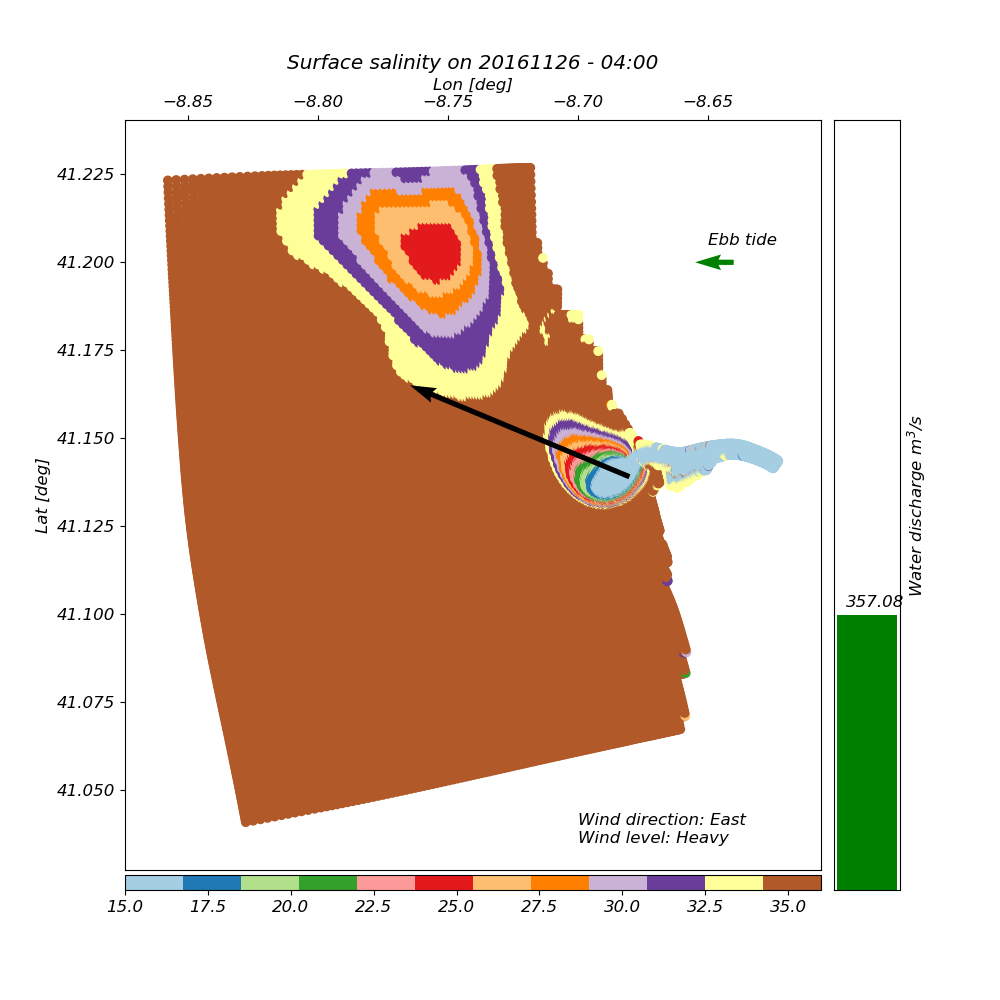 Surface salinity on 20161126 - 04:00
Lon [deg]
−8.85 −8.80 −8.75 −8.70 −8.65
41.225
41.200
41.175
41.150
41.125
41.100
41.075
41.050
Lat [deg]
Ebb tide
Wind direction: East
Wind level: Heavy
357.08
Water discharge m³/s
15.0 17.5 20.0 22.5 25.0 27.5 30.0 32.5 35.0